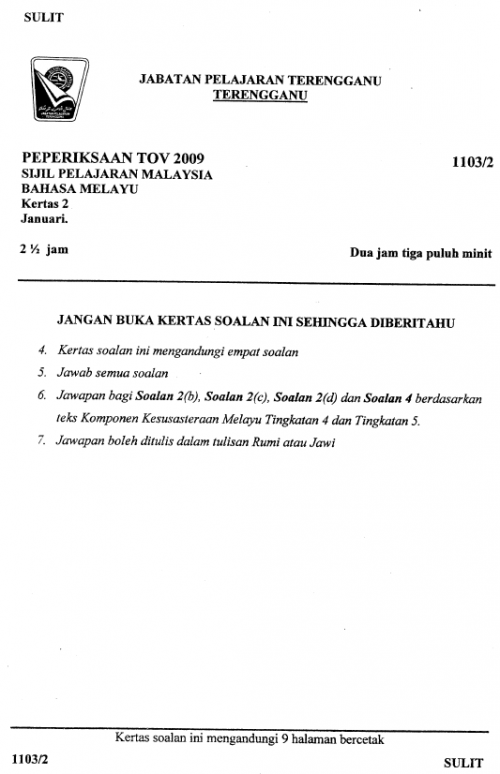 SULIT
JABATAN PELAJARAN TERENGGANU
TERENGGANU
PEPERIKSAAN TOV 2009
1103/2
SIJIL PELAJARAN MALAYSIA
BAHASA MELAYU
Kertas 2
Januari.
2 ½ jam
Dua jam tiga puluh minit
JANGAN BUKA KERTAS SOALAN INI SEHINGGA DIBERITAHU
4. Kertas soalan ini mengandungi empat soalan
5. Jawab semua soalan
6. Jawapan bagi Soalan 2(b), Soalan 2(c), Soalan 2(d) dan Soalan 4 berdasarkan
teks Komponen Kesusasteraan Melayu Tingkatan 4 dan Tingkatan 5.
7. Jawapan boleh ditulis dalam tulisan Rumi atau Jawi
Kertas soalan ini mengandungi 9 halaman bercetak
1103/2
SULIT